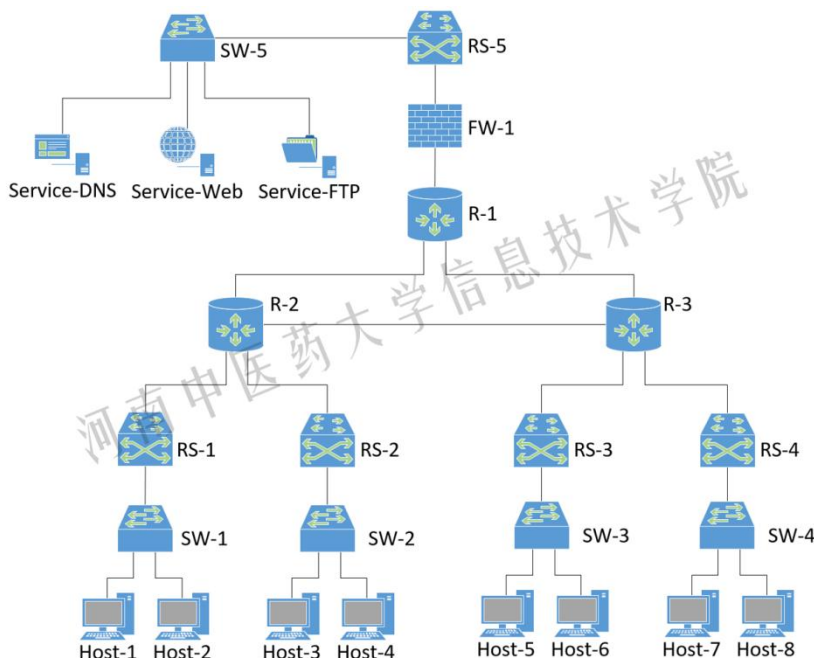 SW-5
RS-5
FW-1
Service-DNS
Service-Web
Service-FTP
R-1
R-2
R-3
河南中医药大学信息技术学院
RS-1
RS-2
RS-3
RS-4
SW-1
SW-2
SW-3
SW-4
Host-1
Host-2
Host-3
Host-4
Host-5
Host-6
Host-7
Host-8